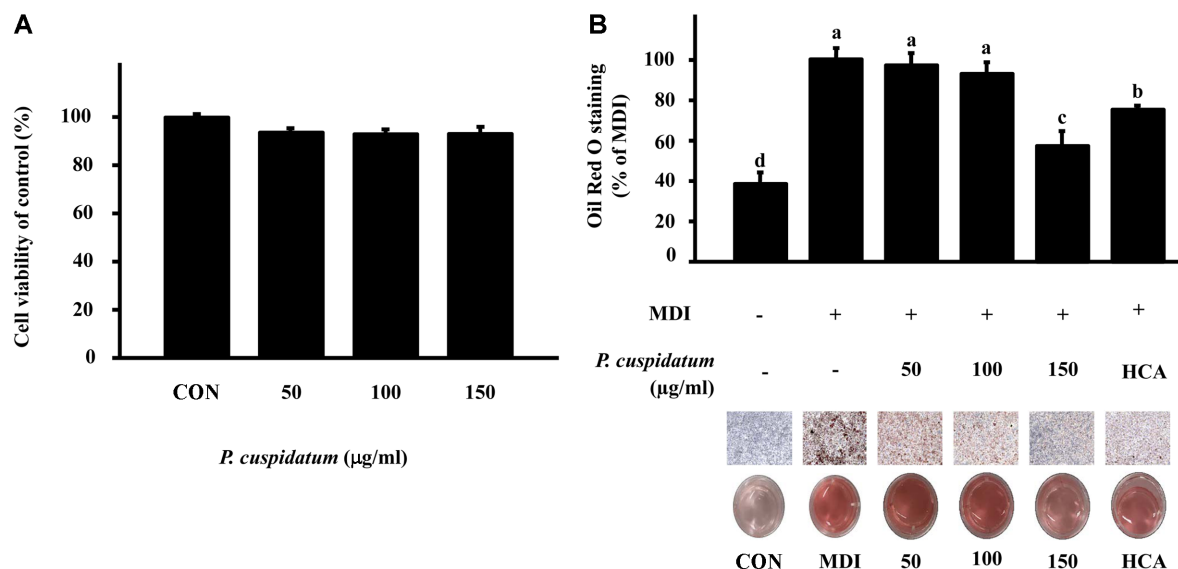 A
Cell viability of control (%)
100
80
60
40
20
0
CON 50 100 150
P. cuspidatum (μg/ml)
B
Oil Red O staining
(% of MDI)
100
80
60
40
20
0
d a a a c b
MDI - + + + + +
P. cuspidatum
(μg/ml) - - 50 100 150 HCA
CON MDI 50 100 150 HCA